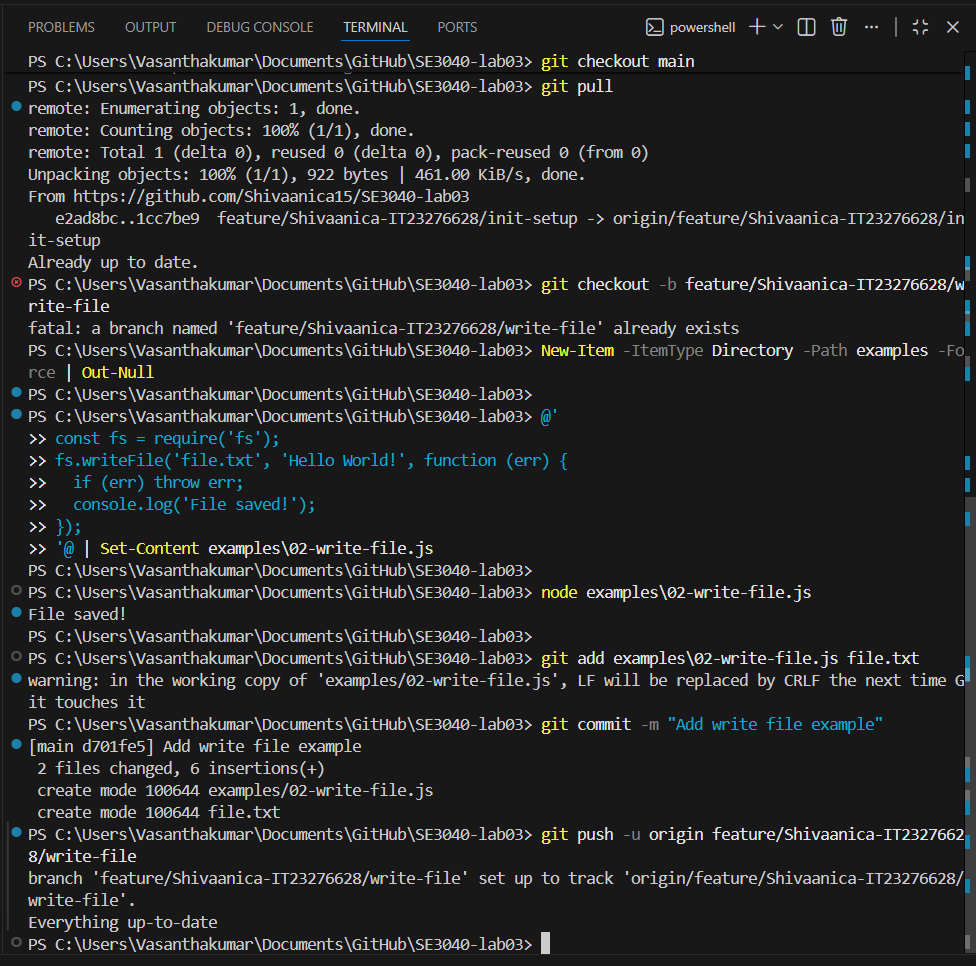 PROBLEMS OUTPUT DEBUG CONSOLE TERMINAL PORTS powershell
PS C:\Users\Vasanthakumar\Documents\GitHub\SE3040-lab03> git checkout main
PS C:\Users\Vasanthakumar\Documents\GitHub\SE3040-lab03> git pull
remote: Enumerating objects: 1, done.
remote: Counting objects: 100% (1/1), done.
remote: Total 1 (delta 0), reused 0 (delta 0), pack-reused 0 (from 0)
Unpacking objects: 100% (1/1), 922 bytes | 461.00 KiB/s, done.
From https://github.com/Shivaanica15/SE3040-lab03
   e2ad8bc..1cc7be9  feature/Shivaanica-IT23276628/init-setup -> origin/feature/Shivaanica-IT23276628/in
it-setup
Already up to date.
PS C:\Users\Vasanthakumar\Documents\GitHub\SE3040-lab03> git checkout -b feature/Shivaanica-IT23276628/w
rite-file
fatal: a branch named 'feature/Shivaanica-IT23276628/write-file' already exists
PS C:\Users\Vasanthakumar\Documents\GitHub\SE3040-lab03> New-Item -ItemType Directory -Path examples -Fo
rce | Out-Null
PS C:\Users\Vasanthakumar\Documents\GitHub\SE3040-lab03>
PS C:\Users\Vasanthakumar\Documents\GitHub\SE3040-lab03> @'
>> const fs = require('fs');
>> fs.writeFile('file.txt', 'Hello World!', function (err) {
>>   if (err) throw err;
>>   console.log('File saved!');
>> });
>> '@ | Set-Content examples\02-write-file.js
PS C:\Users\Vasanthakumar\Documents\GitHub\SE3040-lab03>
PS C:\Users\Vasanthakumar\Documents\GitHub\SE3040-lab03> node examples\02-write-file.js
File saved!
PS C:\Users\Vasanthakumar\Documents\GitHub\SE3040-lab03>
PS C:\Users\Vasanthakumar\Documents\GitHub\SE3040-lab03> git add examples\02-write-file.js file.txt
warning: in the working copy of 'examples/02-write-file.js', LF will be replaced by CRLF the next time G
it touches it
PS C:\Users\Vasanthakumar\Documents\GitHub\SE3040-lab03> git commit -m "Add write file example"
[main d701fe5] Add write file example
 2 files changed, 6 insertions(+)
 create mode 100644 examples/02-write-file.js
 create mode 100644 file.txt
PS C:\Users\Vasanthakumar\Documents\GitHub\SE3040-lab03> git push -u origin feature/Shivaanica-IT2327662
8/write-file
branch 'feature/Shivaanica-IT23276628/write-file' set up to track 'origin/feature/Shivaanica-IT23276628/
write-file'.
Everything up-to-date
PS C:\Users\Vasanthakumar\Documents\GitHub\SE3040-lab03>